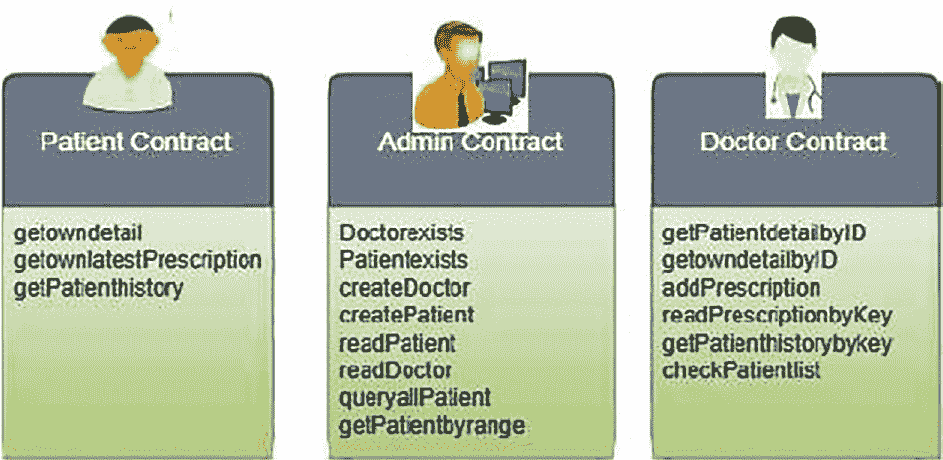 Patient Contract
getowndetail
getownlatestPrescription
getPatienthistory
Admin Contract
Doctorexists
Patientexists
createDoctor
createPatient
readPatient
readDoctor
queryallPatient
getPatientbyrange
Doctor Contract
getPatientdetailbyID
getowndetailbyID
addPrescription
readPrescriptionbyKey
getPatienthistorybykey
checkPatientlist